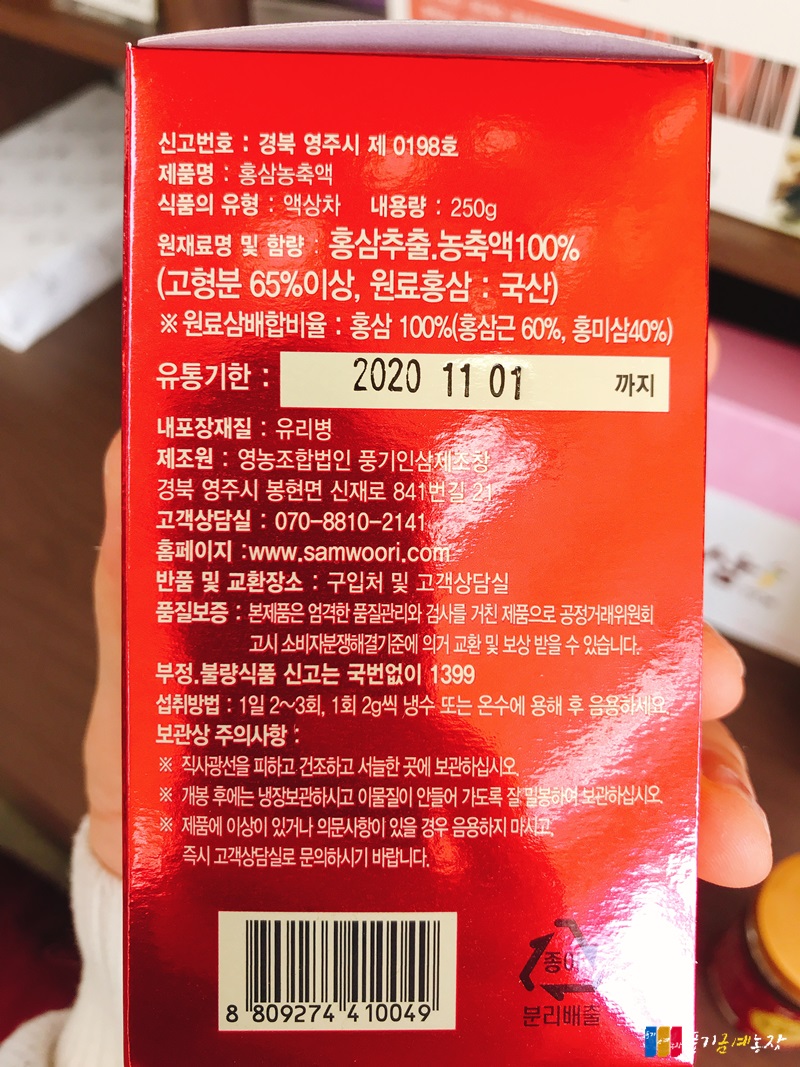 신고번호 : 경북 영주시 제 0198호
제품명 : 홍삼농축액
식품의 유형 : 액상차 내용량 : 250g
원재료명 및 함량 : 홍삼추출.농축액100%
(고형분 65%이상, 원료홍삼 : 국산)
※ 원료삼배합비율 : 홍삼 100%(홍삼근 60%, 홍미삼40%)
유통기한 : 2020 11 01 까지
내포장재질 : 유리병
제조원 : 영농조합법인 풍기인삼제조창
경북 영주시 봉현면 신재로 841번길 21
고객상담실 : 070-8810-2141
홈페이지 :www.samwoori.com
반품 및 교환장소 : 구입처 및 고객상담실
품질보증 : 본제품은 엄격한 품질관리와 검사를 거친 제품으로 공정거래위원회
고시 소비자분쟁해결기준에 의거 교환 및 보상 받을 수 있습니다.
부정.불량식품 신고는 국번없이 1399
섭취방법 : 1일 2~3회, 1회 2g씩 냉수 또는 온수에 용해 후 음용하세요.
보관상 주의사항 :
※ 직사광선을 피하고 건조하고 서늘한 곳에 보관하십시오.
※ 개봉 후에는 냉장보관하시고 이물질이 안들어 가도록 잘 밀봉하여 보관하십시오.
※ 제품에 이상이 있거나 의문사항이 있을 경우 음용하지 마시고,
즉시 고객상담실로 문의하시기 바랍니다.
8 809274 410049
종이
분리배출
삼
풍기금예농장